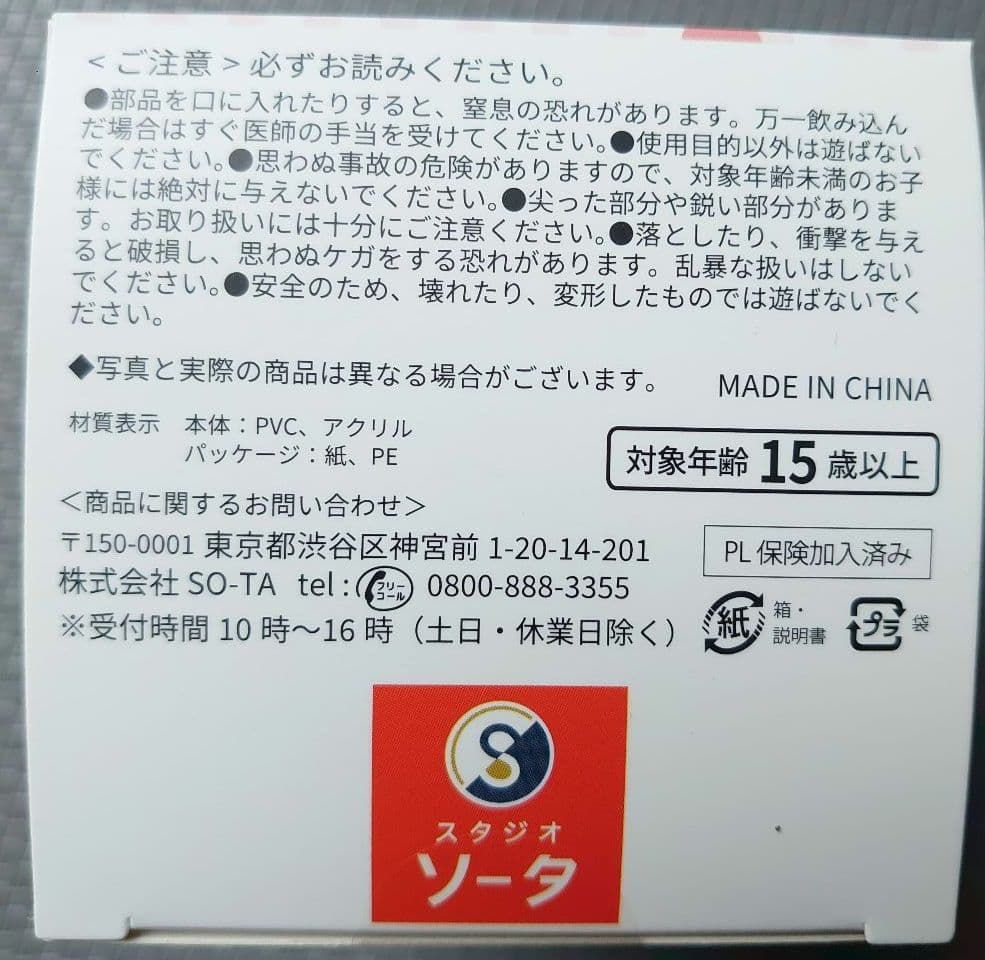 ＜ご注意＞必ずお読みください。
●部品を口に入れたりすると、窒息の恐れがあります。万一飲み込ん
だ場合はすぐ医師の手当を受けてください。●使用目的以外は遊ばない
でください。●思わぬ事故の危険がありますので、対象年齢未満のお子
様には絶対に与えないでください。●尖った部分や鋭い部分がありま
す。お取り扱いには十分にご注意ください。●落としたり、衝撃を与え
ると破損し、思わぬケガをする恐れがあります。乱暴な扱いはしない
でください。●安全のため、壊れたり、変形したものでは遊ばないでく
ださい。
◆写真と実際の商品は異なる場合がございます。
MADE IN CHINA
材質表示 本体：PVC、アクリル
パッケージ：紙、PE
対象年齢 15 歳以上
＜商品に関するお問い合わせ＞
〒150-0001 東京都渋谷区神宮前 1-20-14-201
株式会社 SO-TA tel : フリーコール 0800-888-3355
※受付時間 10 時～16 時（土日・休業日除く）
PL 保険加入済み
紙 箱・
説明書
プラ 袋
S
スタジオ
ソータ